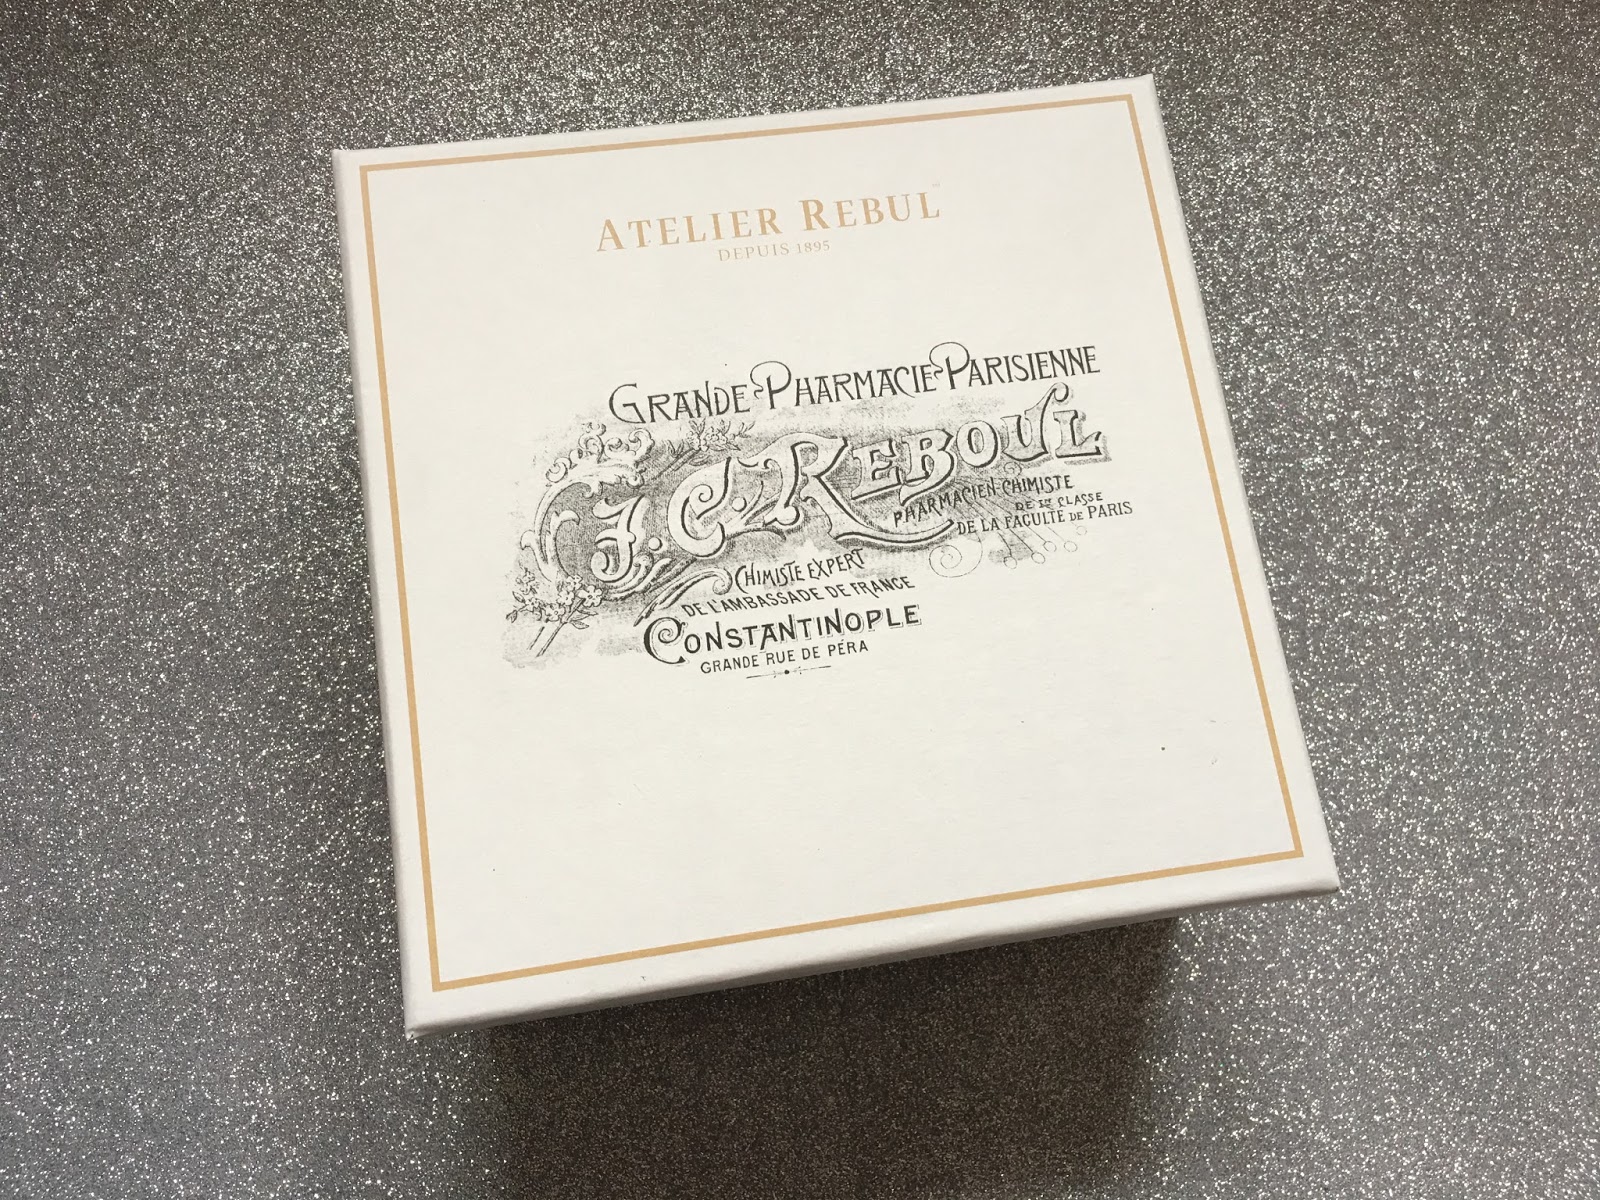 ATELIER REBUL
DEPUIS 1895
GRANDE PHARMACIE PARISIENNE
J. C. REBOUL
PHARMACIEN-CHIMISTE
DE 1RE CLASSE
DE LA FACULTE DE PARIS
CHIMISTE EXPERT
DE L'AMBASSADE DE FRANCE
CONSTANTINOPLE
GRANDE RUE DE PÉRA